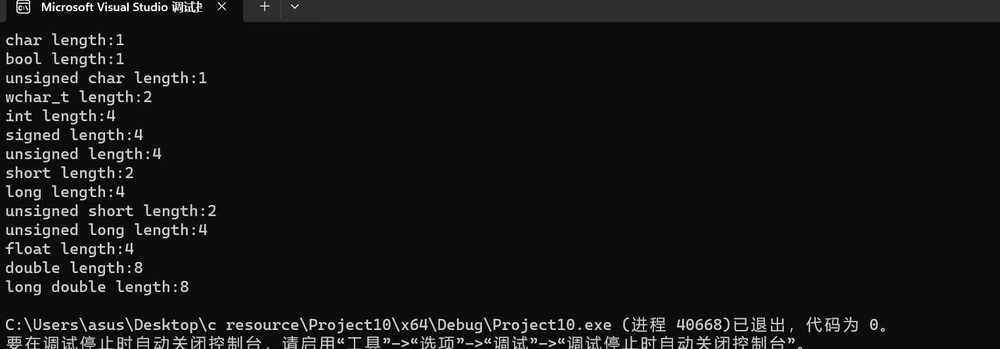 Microsoft Visual Studio 调试
char length:1
bool length:1
unsigned char length:1
wchar_t length:2
int length:4
signed length:4
unsigned length:4
short length:2
long length:4
unsigned short length:2
unsigned long length:4
float length:4
double length:8
long double length:8
C:\Users\asus\Desktop\c resource\Project10\x64\Debug\Project10.exe (进程 40668)已退出，代码为 0。
要在调试停止时自动关闭控制台，请启用“工具”->“选项”->“调试”->“调试停止时自动关闭控制台”。